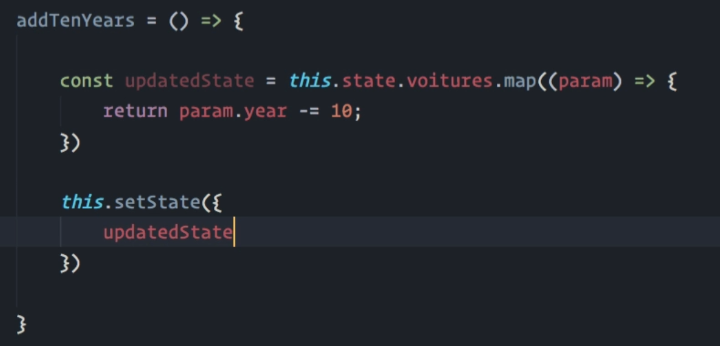 addTenYears = () => {
const updatedState = this.state.voitures.map((param) => {
return param.year -= 10;
})
this.setState({
updatedState
})
}